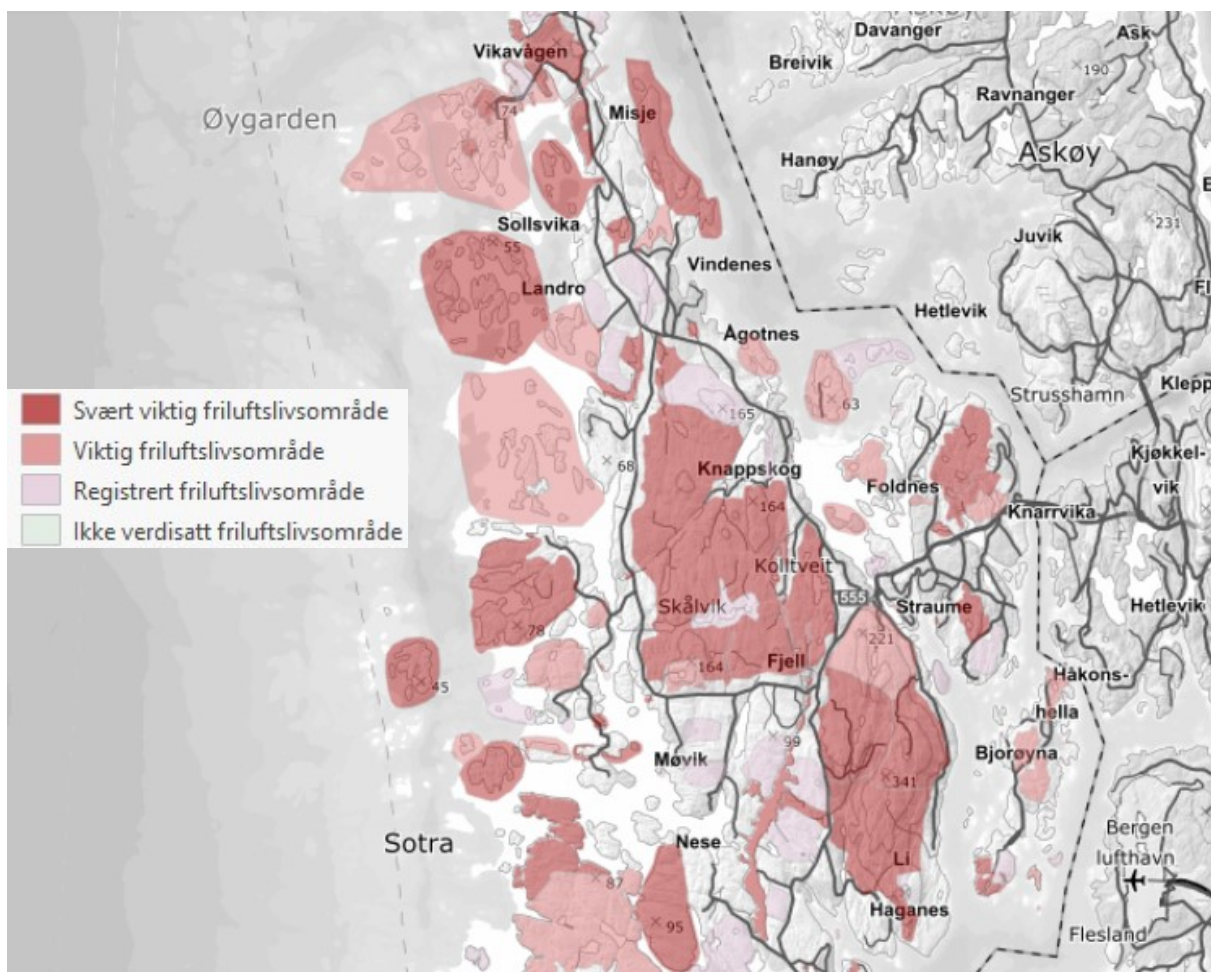 Askøy
Davanger
Ask
Vikavågen
Breivik
190
Ravnanger
74
Misje
Øygarden
Askøy
Hanøy
Sollsvika
231
55
Juvik
Vindenes
Landro
Hetlevik
Ågotnes
Klepp
Strusshamn
Svært viktig friluftslivsområde
63
165
Viktig friluftslivsområde
Kjøkkel-
68
Knappskog
vik
Foldnes
Registrert friluftslivsområde
164
Knarrvika
Ikke verdisatt friluftslivsområde
Kolltveit
555
Straume
Hetlevik
Skålvik
78
221
Fjell
164
Håkons-
45
hella
99
Bjorøyna
Møvik
341
Bergen
Sotra
Nese
lufthavn
Li
87
Haganes
95
Flesland